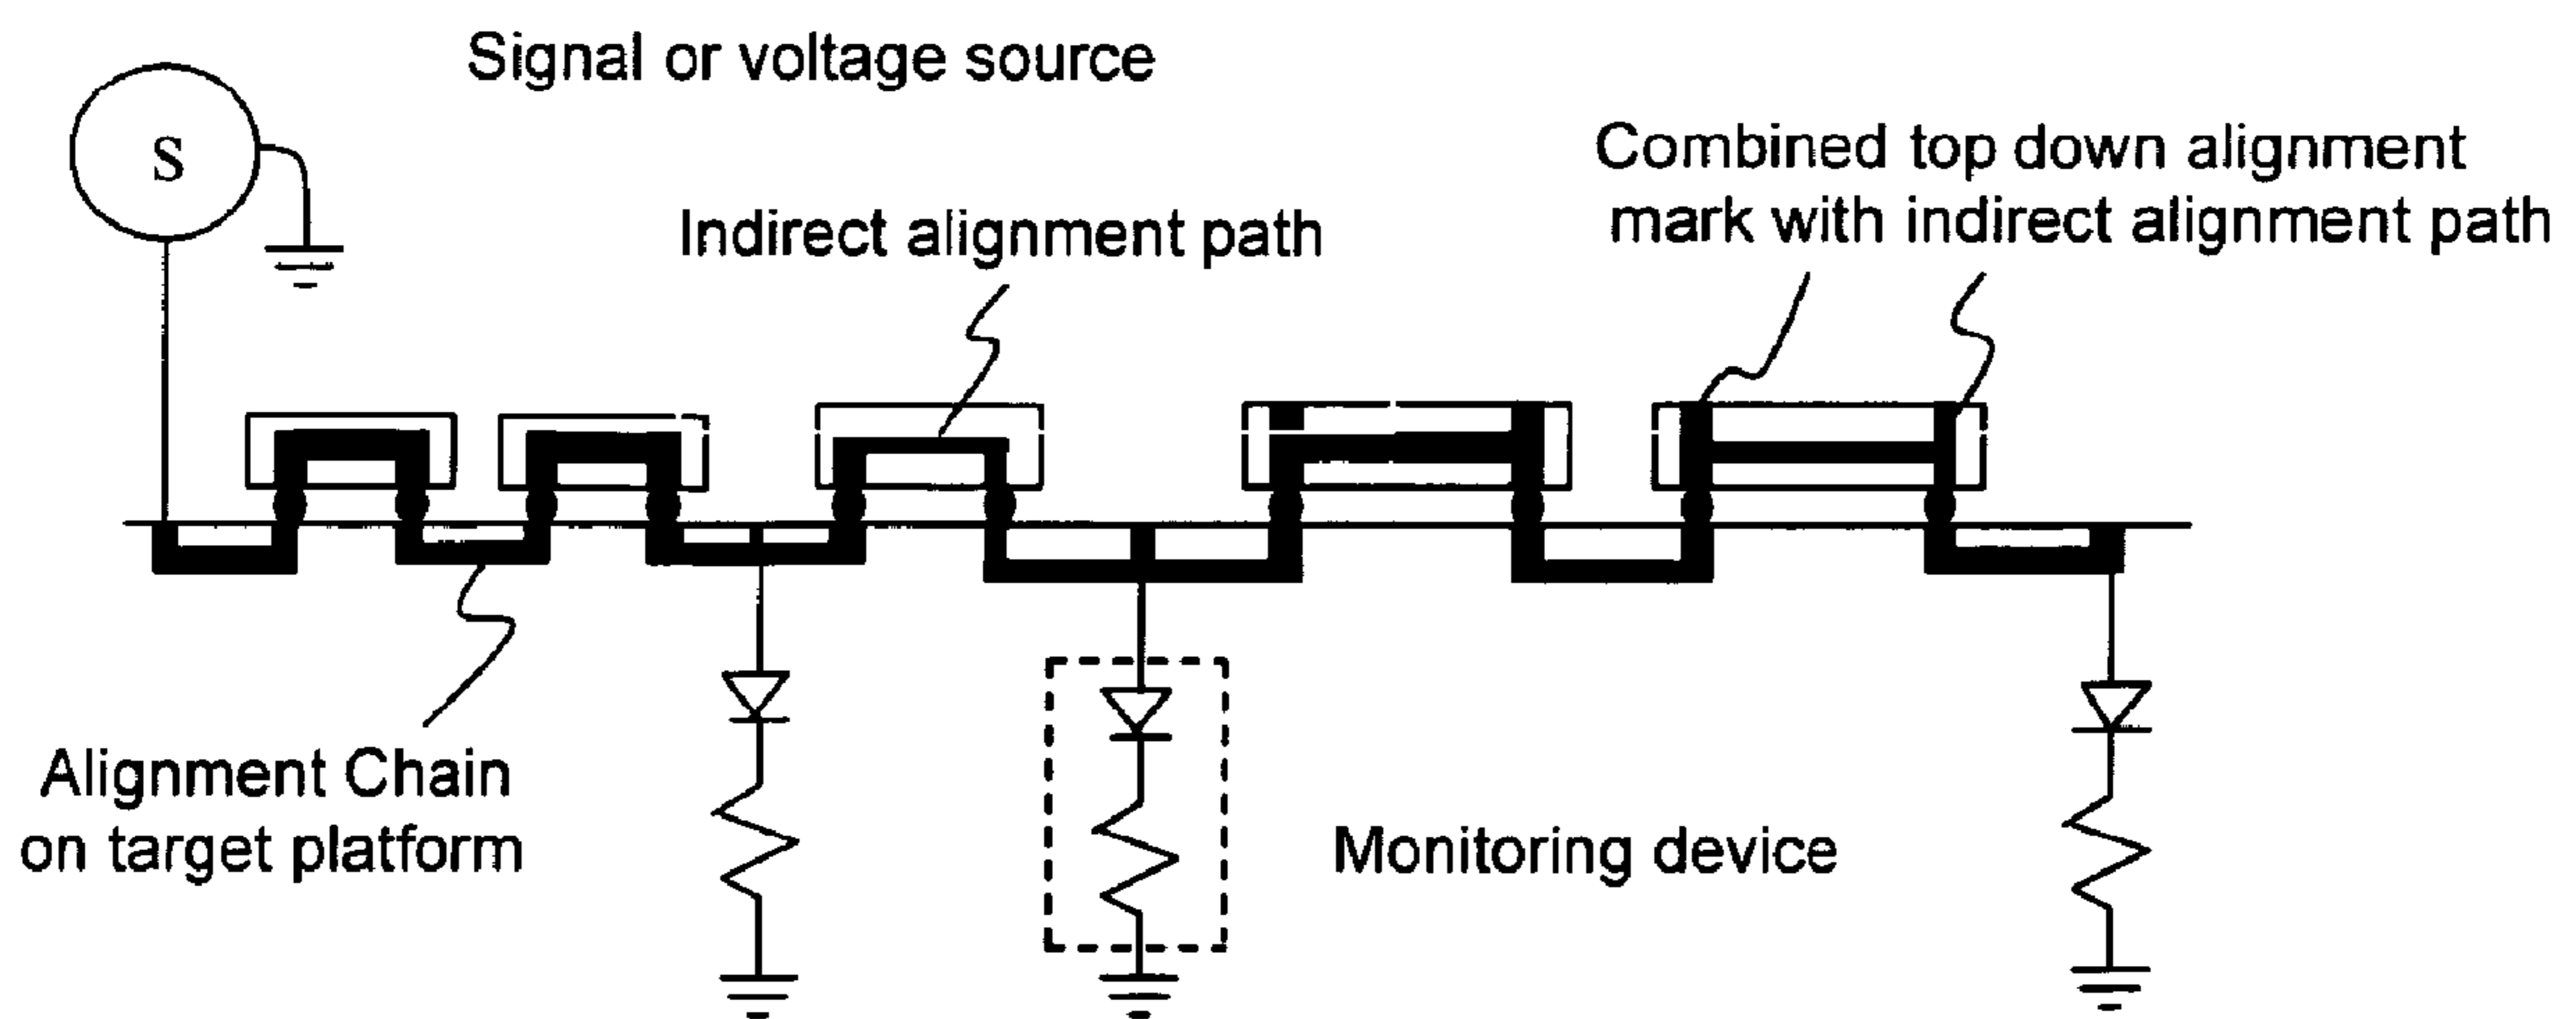 Signal or voltage source
S
Combined top down alignment
mark with indirect alignment path
Indirect alignment path
Alignment Chain
on target platform
Monitoring device